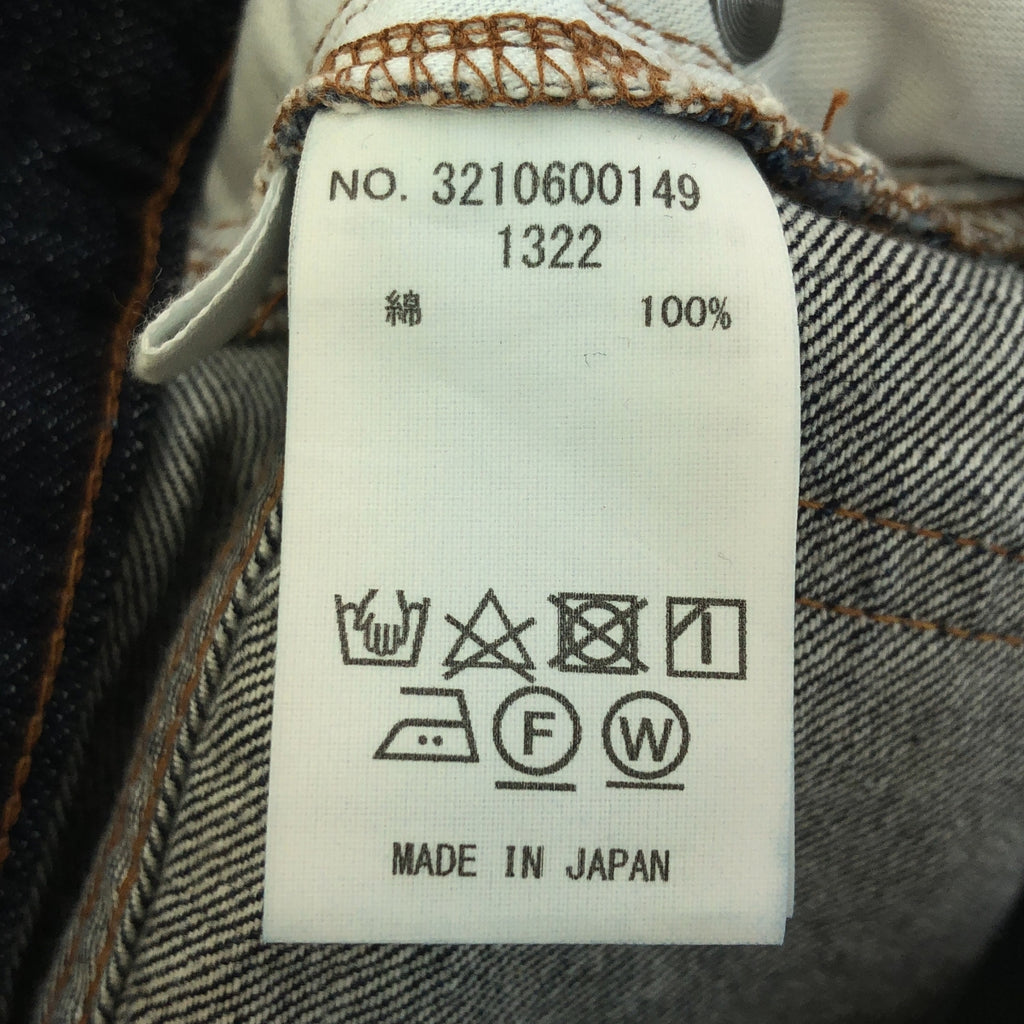 NO. 3210600149
1322
綿 100%
F W
MADE IN JAPAN